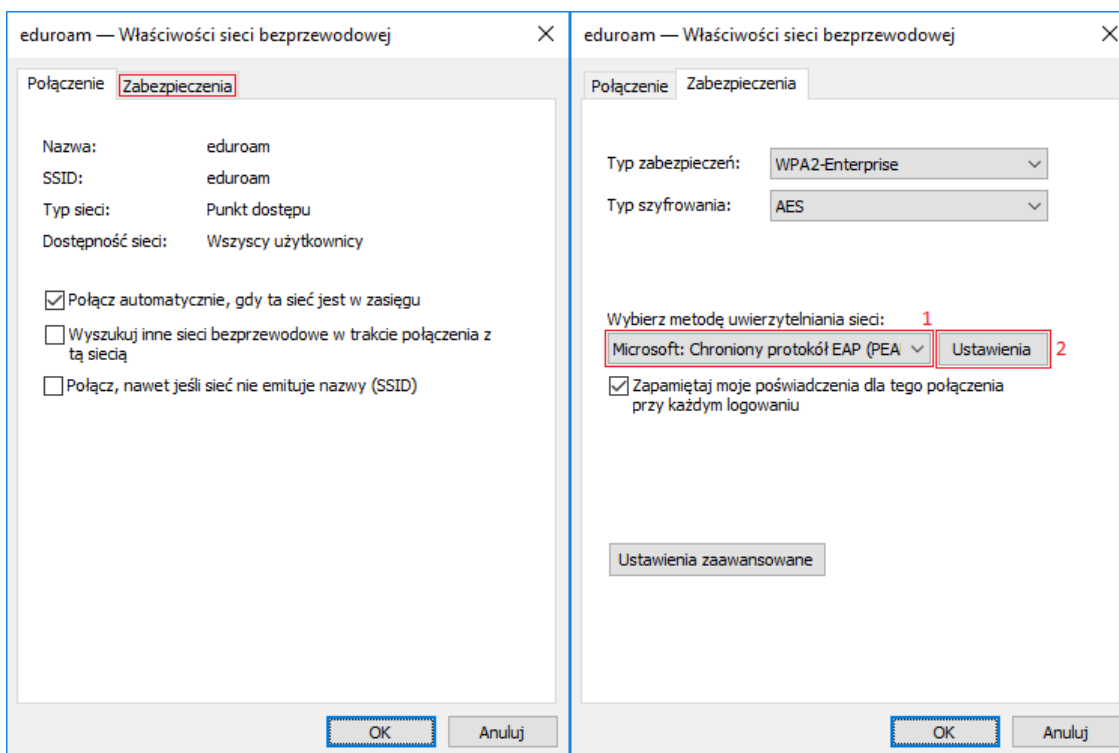 eduroam — Właściwości sieci bezprzewodowej
Połączenie Zabezpieczenia
Nazwa: eduroam
SSID: eduroam
Typ sieci: Punkt dostępu
Dostępność sieci: Wszyscy użytkownicy
Połącz automatycznie, gdy ta sieć jest w zasięgu
Wyszukuj inne sieci bezprzewodowe w trakcie połączenia z
tą siecią
Połącz, nawet jeśli sieć nie emituje nazwy (SSID)
OK Anuluj
eduroam — Właściwości sieci bezprzewodowej
Połączenie Zabezpieczenia
Typ zabezpieczeń: WPA2-Enterprise
Typ szyfrowania: AES
Wybierz metodę uwierzytelniania sieci: 1
Microsoft: Chroniony protokół EAP (PEA Ustawienia 2
Zapamiętaj moje poświadczenia dla tego połączenia
przy każdym logowaniu
Ustawienia zaawansowane
OK Anuluj